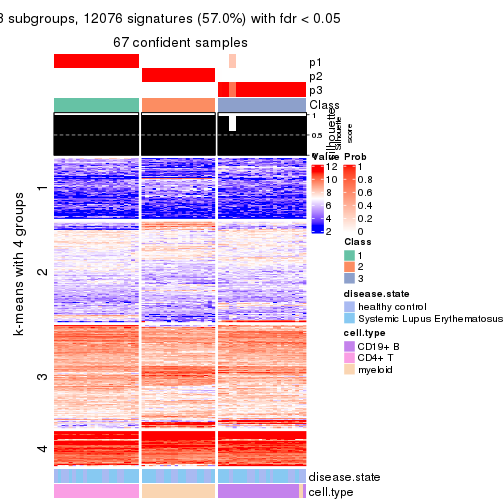 3 subgroups, 12076 signatures (57.0%) with fdr < 0.05
67 confident samples
p1
p2
p3
Class
1
0.5
0
Silhouette
score
Silhouette
k-means with 4 groups
1
2
3
4
Value
12
10
8
6
4
2
Prob
1
0.8
0.6
0.4
0.2
0
Class
1
2
3
disease.state
healthy control
Systemic Lupus Erythematosus
cell.type
CD19+ B
CD4+ T
myeloid
disease.state
cell.type